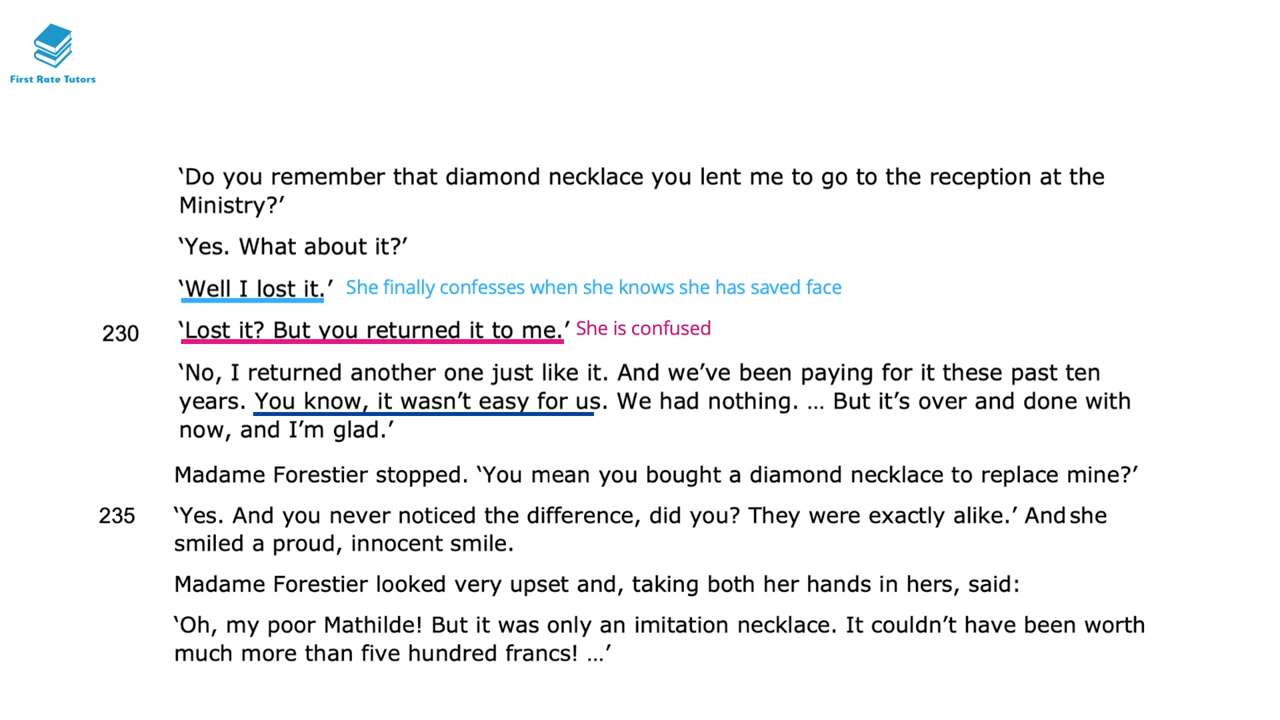 First Rate Tutors
‘Do you remember that diamond necklace you lent me to go to the reception at the
Ministry?’
‘Yes. What about it?’
‘Well I lost it.’ She finally confesses when she knows she has saved face
230 ‘Lost it? But you returned it to me.’ She is confused
‘No, I returned another one just like it. And we’ve been paying for it these past ten
years. You know, it wasn’t easy for us. We had nothing. ... But it’s over and done with
now, and I’m glad.’
Madame Forestier stopped. ‘You mean you bought a diamond necklace to replace mine?’
235 ‘Yes. And you never noticed the difference, did you? They were exactly alike.’ And she
smiled a proud, innocent smile.
Madame Forestier looked very upset and, taking both her hands in hers, said:
‘Oh, my poor Mathilde! But it was only an imitation necklace. It couldn’t have been worth
much more than five hundred francs! ...’